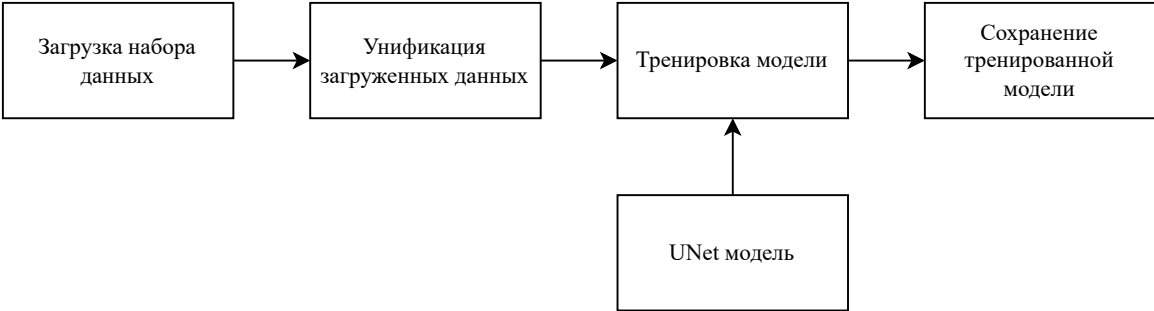 Загрузка набора
данных
Унификация
загруженных данных
Тренировка модели
Сохранение
тренированной
модели
UNet модель